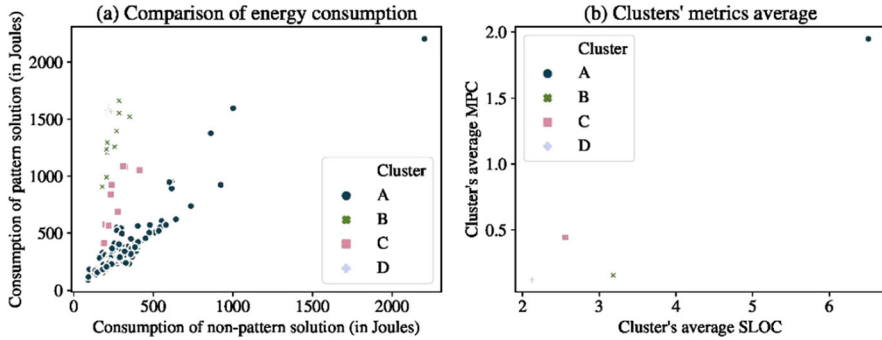 (a) Comparison of energy consumption
Consumption of pattern solution (in Joules)
2000
1500
1000
500
0
Cluster
A
B
C
D
0 500 1000 1500 2000
Consumption of non-pattern solution (in Joules)
(b) Clusters' metrics average
Cluster's average MPC
2.0
1.5
1.0
0.5
Cluster
A
B
C
D
2 3 4 5 6
Cluster's average SLOC